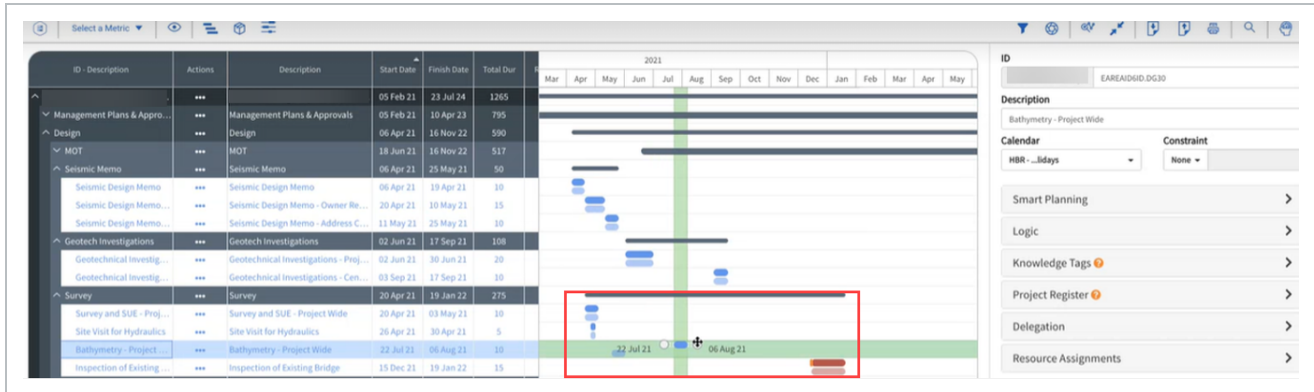 Select a Metric
ID - Description Actions Description Start Date Finish Date Total Dur
2021
Mar Apr May Jun Jul Aug Sep Oct Nov Dec Jan Feb Mar Apr May
05 Feb 21 23 Jul 24 1265
Management Plans & Appro... Management Plans & Approvals 05 Feb 21 10 Apr 23 795
Design Design 06 Apr 21 16 Nov 22 590
MOT MOT 18 Jun 21 16 Nov 22 517
Seismic Memo Seismic Memo 06 Apr 21 25 May 21 50
Seismic Design Memo Seismic Design Memo 06 Apr 21 19 Apr 21 10
Seismic Design Memo... Seismic Design Memo - Owner Re... 20 Apr 21 10 May 21 15
Seismic Design Memo... Seismic Design Memo - Address C... 11 May 21 25 May 21 10
Geotech Investigations Geotech Investigations 02 Jun 21 17 Sep 21 108
Geotechnical Investig... Geotechnical Investigations - Proj... 02 Jun 21 30 Jun 21 20
Geotechnical Investig... Geotechnical Investigations - Cen... 03 Sep 21 17 Sep 21 10
Survey Survey 20 Apr 21 19 Jan 22 275
Survey and SUE - Proj... Survey and SUE - Project Wide 20 Apr 21 03 May 21 10
Site Visit for Hydraulics Site Visit for Hydraulics 26 Apr 21 30 Apr 21 5
Bathymetry - Project ... Bathymetry - Project Wide 22 Jul 21 06 Aug 21 10 22 Jul 21 06 Aug 21
Inspection of Existing ... Inspection of Existing Bridge 15 Dec 21 19 Jan 22 15
ID
EAREAID6ID.DG30
Description
Bathymetry - Project Wide
Calendar Constraint
HBR - ...lidays None
Smart Planning
Logic
Knowledge Tags
Project Register
Delegation
Resource Assignments